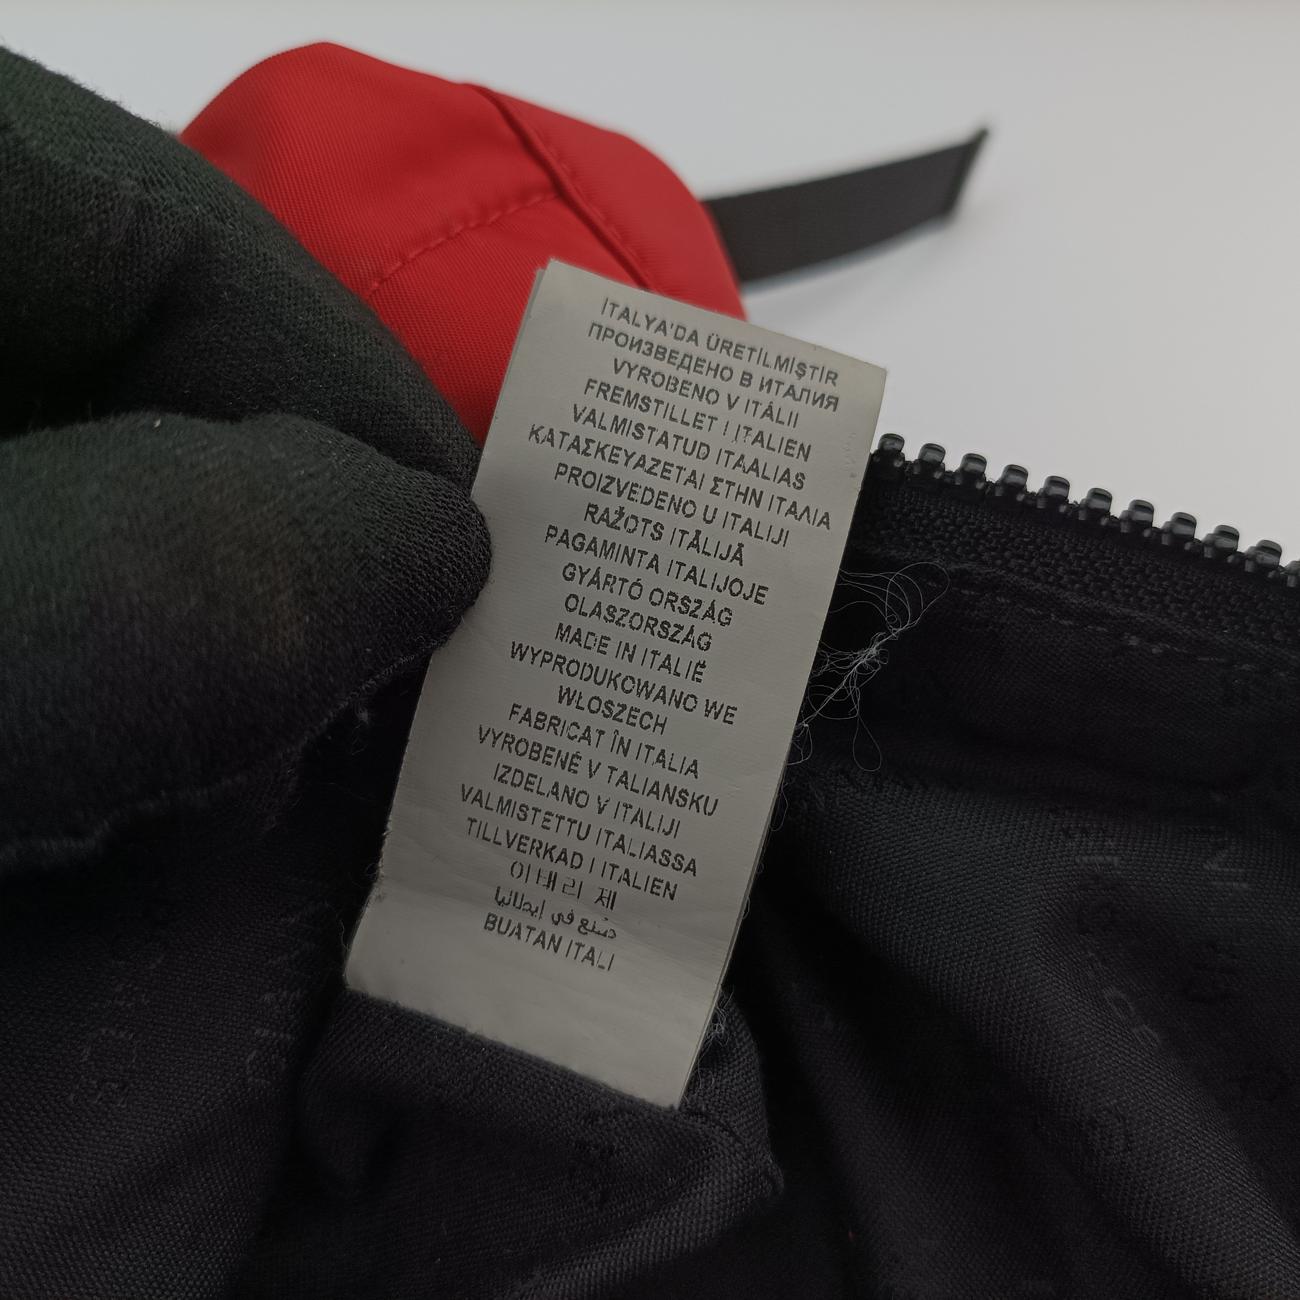 İTALYA'DA ÜRETİLMİŞTİR
ПРОИЗВЕДЕНО В ИТАЛИЯ
VYROBENO V ITÁLII
FREMSTILLET I ITALIEN
VALMISTATUD ITAALIAS
ΚΑΤΑΣΚΕΥΑΖΕΤΑΙ ΣΤΗΝ ΙΤΑΛΙΑ
PROIZVEDENO U ITALIJI
RAŽOTS ITĀLIJĀ
PAGAMINTA ITALIJOJE
GYÁRTÓ ORSZÁG
OLASZORSZÁG
MADE IN ITALIË
WYPRODUKOWANO WE
WŁOSZECH
FABRICAT ÎN ITALIA
VYROBENÉ V TALIANSKU
IZDELANO V ITALIJI
VALMISTETTU ITALIASSA
TILLVERKAD I ITALIEN
이태리 제
صنع في إيطاليا
BUATAN ITALI